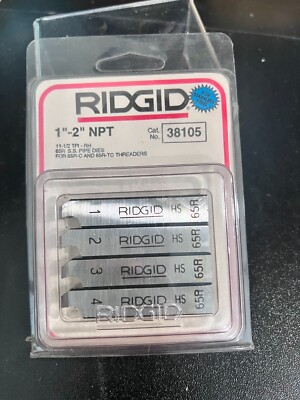 RIDGID
1"-2" NPT
Cat. No. 38105
11-1/2 TPI - RH
65R S.S. PIPE DIES
FOR 65R-C AND 65R-TC THREADERS
1 RIDGID HS 65R
2 RIDGID HS 65R
3 RIDGID HS 65R
4 RIDGID HS 65R
RIDGID